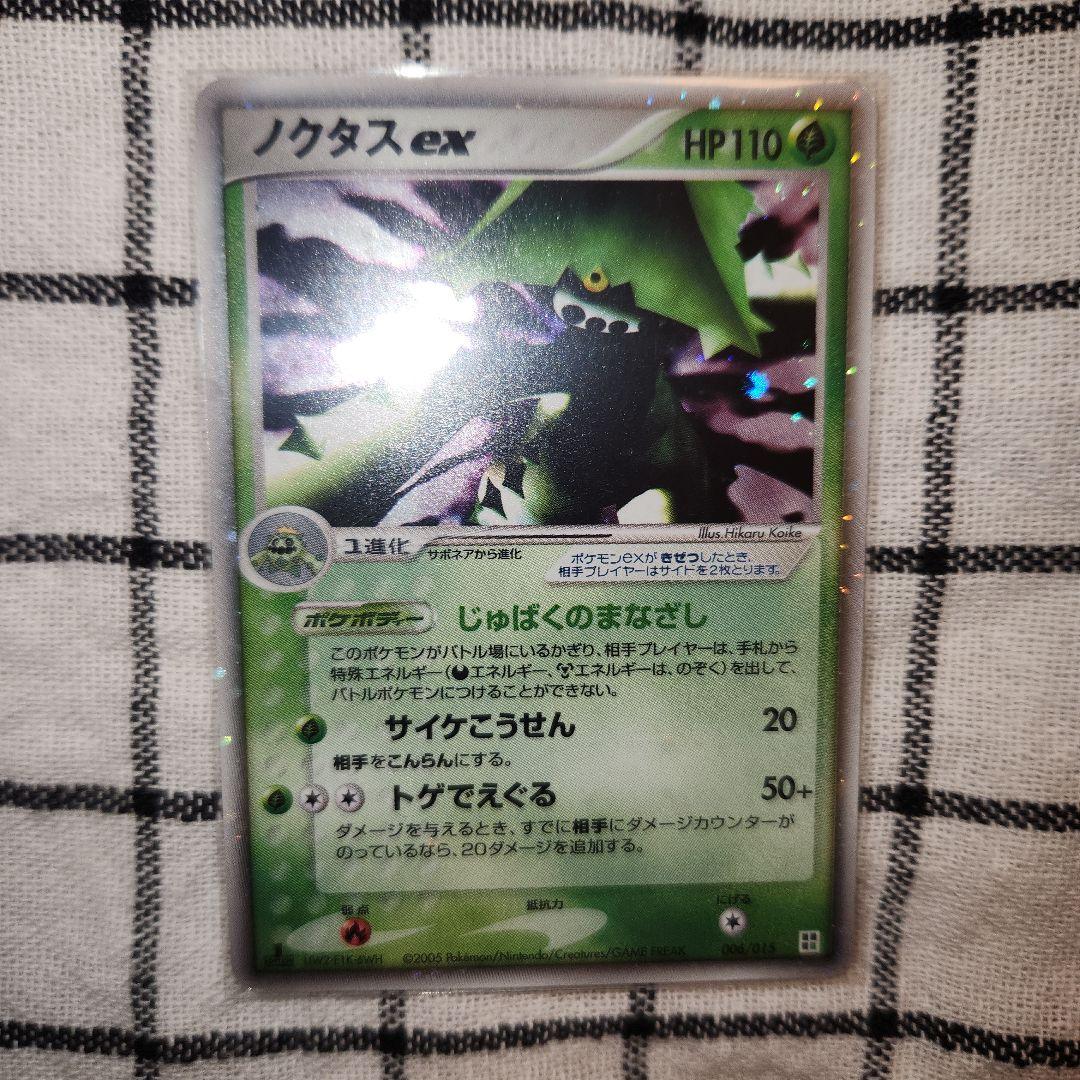 ノクタスex HP110
Illus. Hikaru Koike
1進化 サボネアから進化
ポケモンexが きぜつしたとき、
相手プレイヤーはサイドを2枚とります。
ポケボディー じゅばくのまなざし
このポケモンがバトル場にいるかぎり、相手プレイヤーは、手札から
特殊エネルギー(エネルギー、エネルギーは、のぞく)を出して、
バトルポケモンにつけることができない。
サイケこうせん 20
相手をこんらんにする。
トゲでえぐる 50+
ダメージを与えるとき、すでに相手にダメージカウンターが
のっているなら、20ダメージを追加する。
弱点 抵抗力 にげる
©2005 Pokémon/Nintendo/Creatures/GAME FREAK 006/015